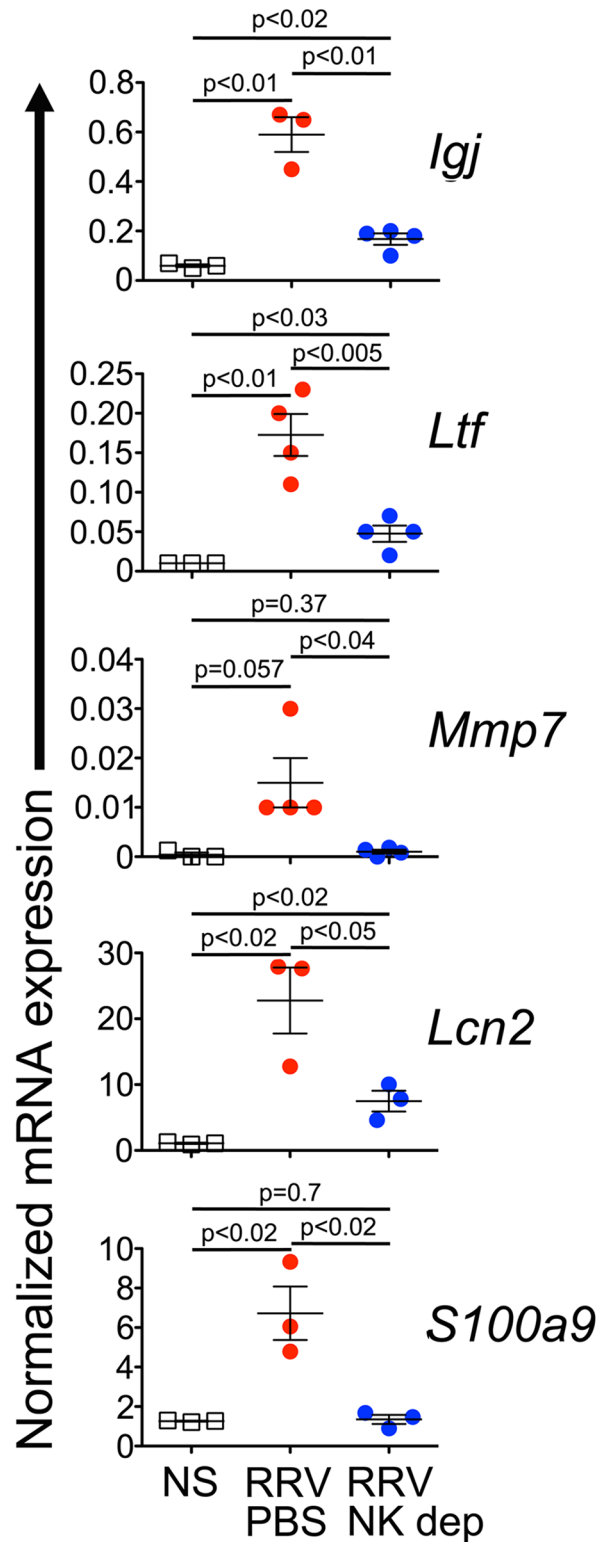 Normalized mRNA expression
p<0.02
p<0.01 p<0.01
0.8
0.6
0.4
0.2
0
Igj
p<0.03
p<0.005
p<0.01
0.25
0.20
0.15
0.10
0.05
0
Ltf
p=0.37
p<0.04
p=0.057
0.04
0.03
0.02
0.01
0
Mmp7
p<0.02
p<0.02 p<0.05
30
20
10
0
Lcn2
p=0.7
p<0.02 p<0.02
10
8
6
4
2
0
S100a9
NS RRV RRV
PBS NK dep